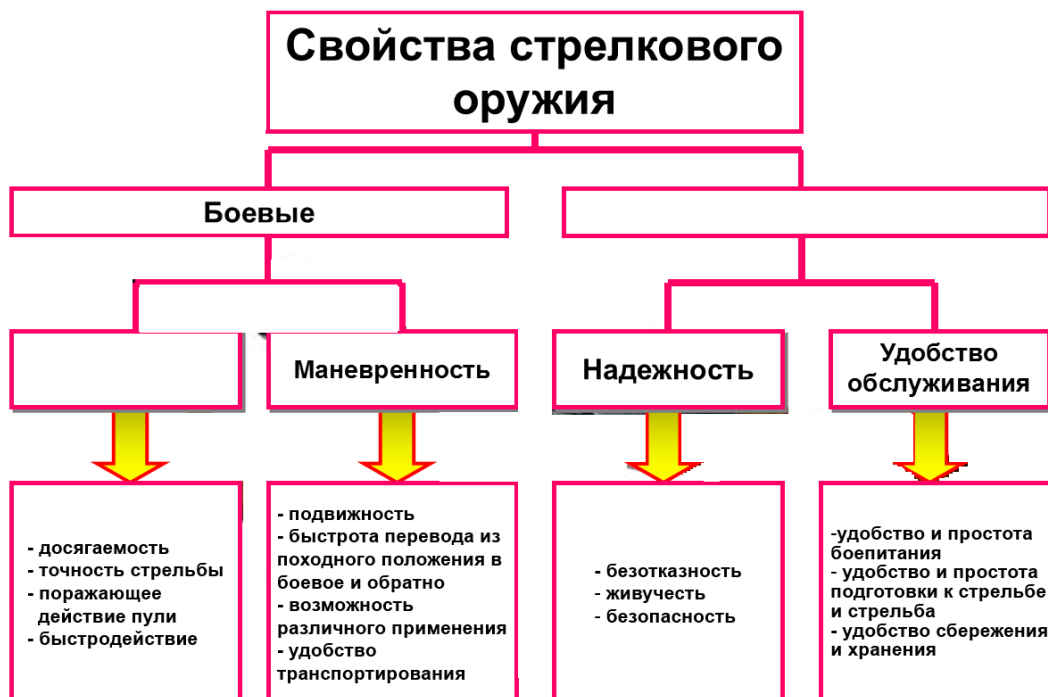 Свойства стрелкового
оружия
Боевые
Маневренность
Надежность
Удобство
обслуживания
- досягаемость
- точность стрельбы
- поражающее
действие пули
- быстродействие
- подвижность
- быстрота перевода из
походного положения в
боевое и обратно
- возможность
различного применения
- удобство
транспортирования
- безотказность
- живучесть
- безопасность
-удобство и простота
боепитания
- удобство и простота
подготовки к стрельбе
и стрельба
- удобство сбережения
и хранения